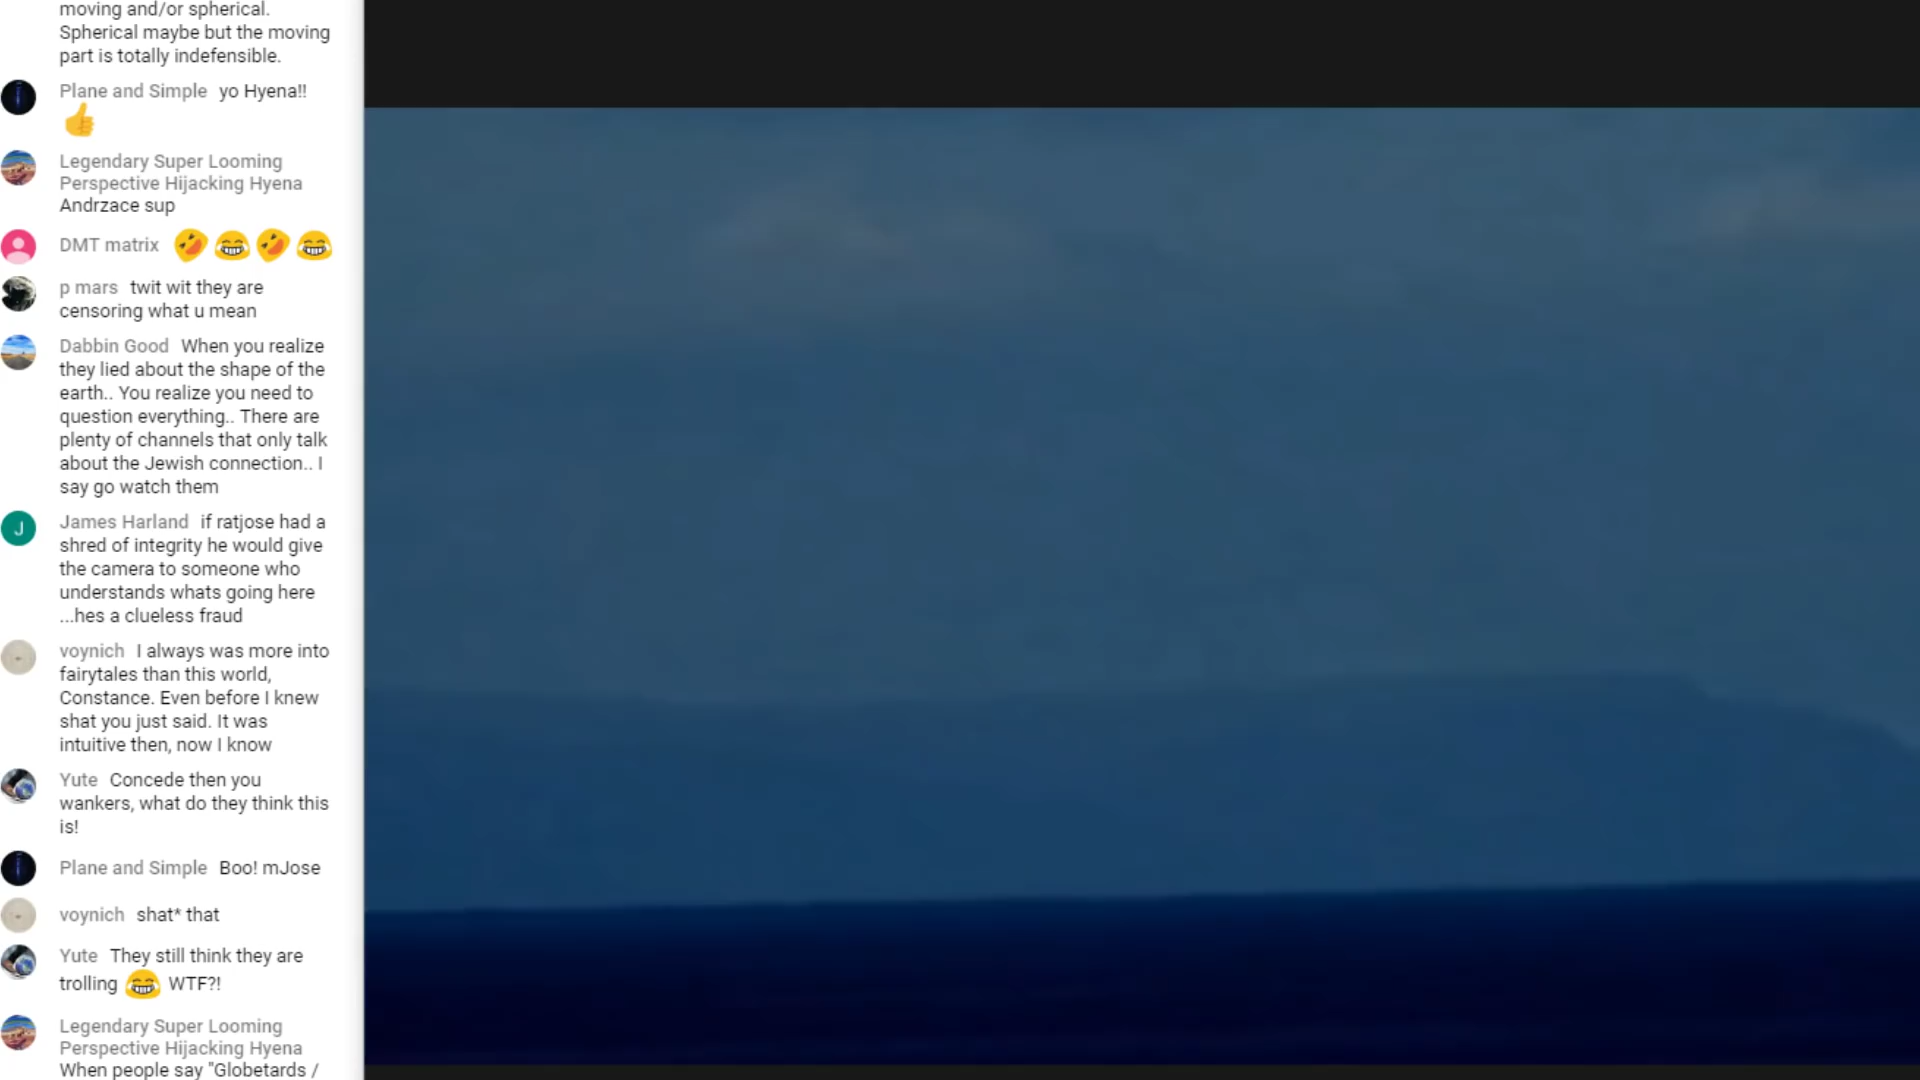 moving and/or spherical.
Spherical maybe but the moving
part is totally indefensible.
Plane and Simple yo Hyena!!
👍
Legendary Super Looming
Perspective Hijacking Hyena
Andrzace sup
DMT matrix 🤣😂🤣😂
p mars twit wit they are
censoring what u mean
Dabbin Good When you realize
they lied about the shape of the
earth.. You realize you need to
question everything.. There are
plenty of channels that only talk
about the Jewish connection.. I
say go watch them
J
James Harland if ratjose had a
shred of integrity he would give
the camera to someone who
understands whats going here
...hes a clueless fraud
voynich I always was more into
fairytales than this world,
Constance. Even before I knew
shat you just said. It was
intuitive then, now I know
Yute Concede then you
wankers, what do they think this
is!
Plane and Simple Boo! mJose
voynich shat* that
Yute They still think they are
trolling 😂 WTF?!
Legendary Super Looming
Perspective Hijacking Hyena
When people say "Globetards /